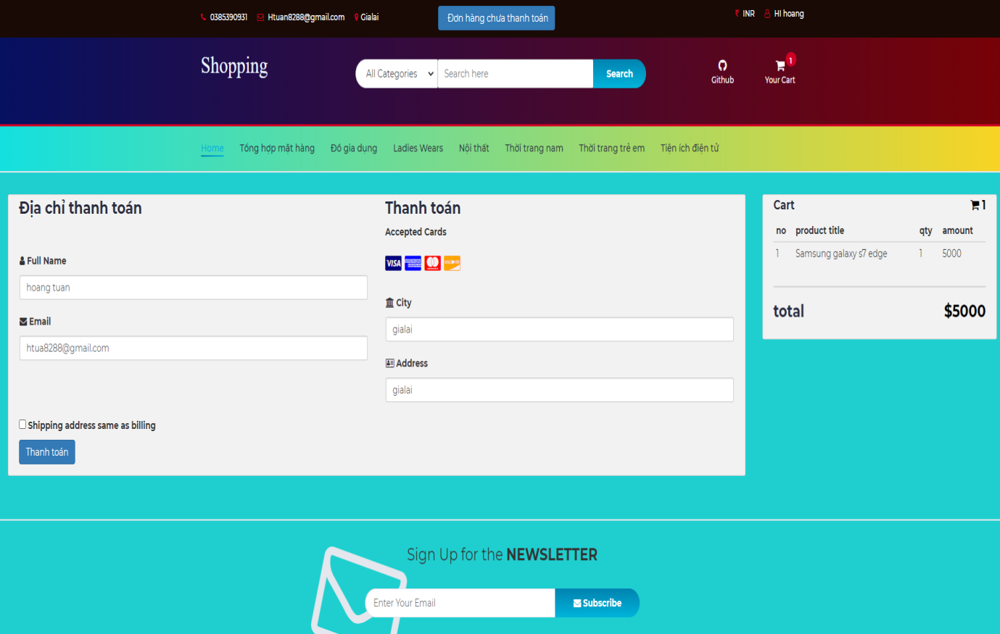 0385390931 Htuan8288@gmail.com Gialai Đơn hàng chưa thanh toán ₹ INR HI hoang
Shopping All Categories Search here Search Github Your Cart 1
Home Tổng hợp mặt hàng Đồ gia dụng Ladies Wears Nội thất Thời trang nam Thời trang trẻ em Tiện ích điện tử
Địa chỉ thanh toán
Full Name
hoang tuan
Email
htua8288@gmail.com
Shipping address same as billing
Thanh toán
Thanh toán
Accepted Cards
VISA
City
gialai
Address
gialai
Cart 1
no product title qty amount
1 Samsung galaxy s7 edge 1 5000
total $5000
Sign Up for the NEWSLETTER
Enter Your Email Subscribe